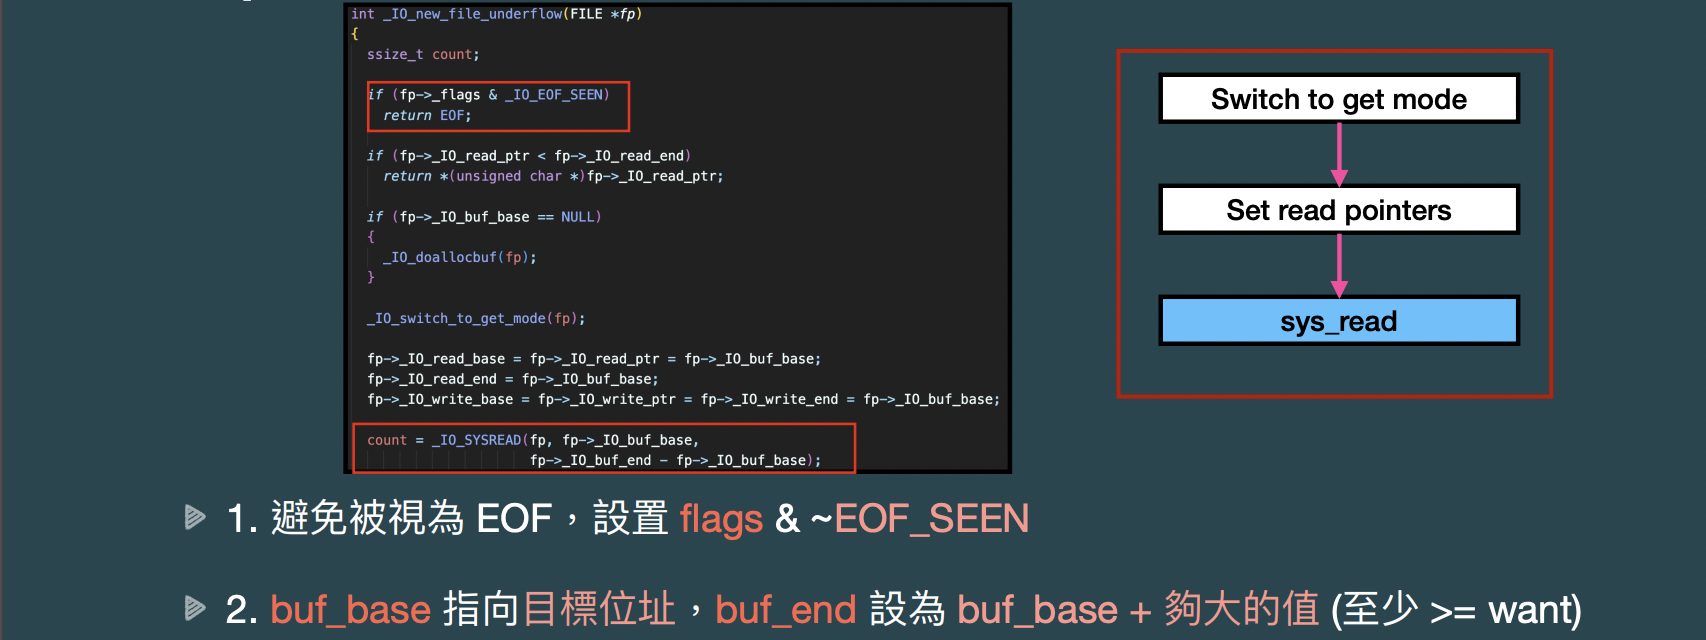 int _IO_new_file_underflow(FILE *fp)
{
ssize_t count;
if (fp->_flags & _IO_EOF_SEEN)
return EOF;
if (fp->_IO_read_ptr < fp->_IO_read_end)
return *(unsigned char *)fp->_IO_read_ptr;
if (fp->_IO_buf_base == NULL)
{
_IO_doallocbuf(fp);
}
_IO_switch_to_get_mode(fp);
fp->_IO_read_base = fp->_IO_read_ptr = fp->_IO_buf_base;
fp->_IO_read_end = fp->_IO_buf_base;
fp->_IO_write_base = fp->_IO_write_ptr = fp->_IO_write_end = fp->_IO_buf_base;
count = _IO_SYSREAD(fp, fp->_IO_buf_base,
fp->_IO_buf_end - fp->_IO_buf_base);
Switch to get mode
Set read pointers
sys_read
1. 避免被視為 EOF，設置 flags & ~EOF_SEEN
2. buf_base 指向目標位址，buf_end 設為 buf_base + 夠大的值 (至少 >= want)